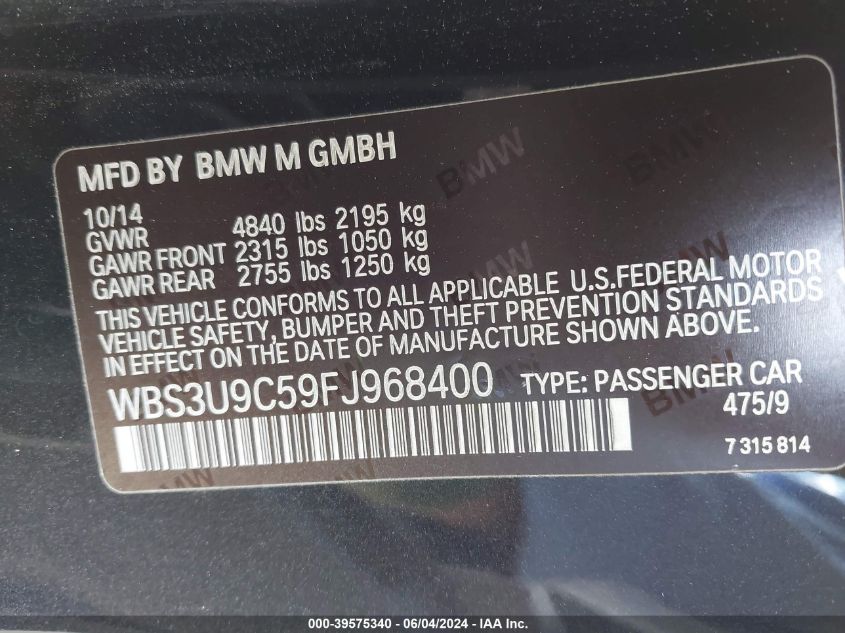 MFD BY BMW M GMBH
10/14
GVWR 4840 lbs 2195 kg
GAWR FRONT 2315 lbs 1050 kg
GAWR REAR 2755 lbs 1250 kg
THIS VEHICLE CONFORMS TO ALL APPLICABLE U.S.FEDERAL MOTOR
VEHICLE SAFETY, BUMPER AND THEFT PREVENTION STANDARDS
IN EFFECT ON THE DATE OF MANUFACTURE SHOWN ABOVE.
WBS3U9C59FJ968400 TYPE: PASSENGER CAR
475/9
7 315 814
000-39575340 - 06/04/2024 - IAA Inc.